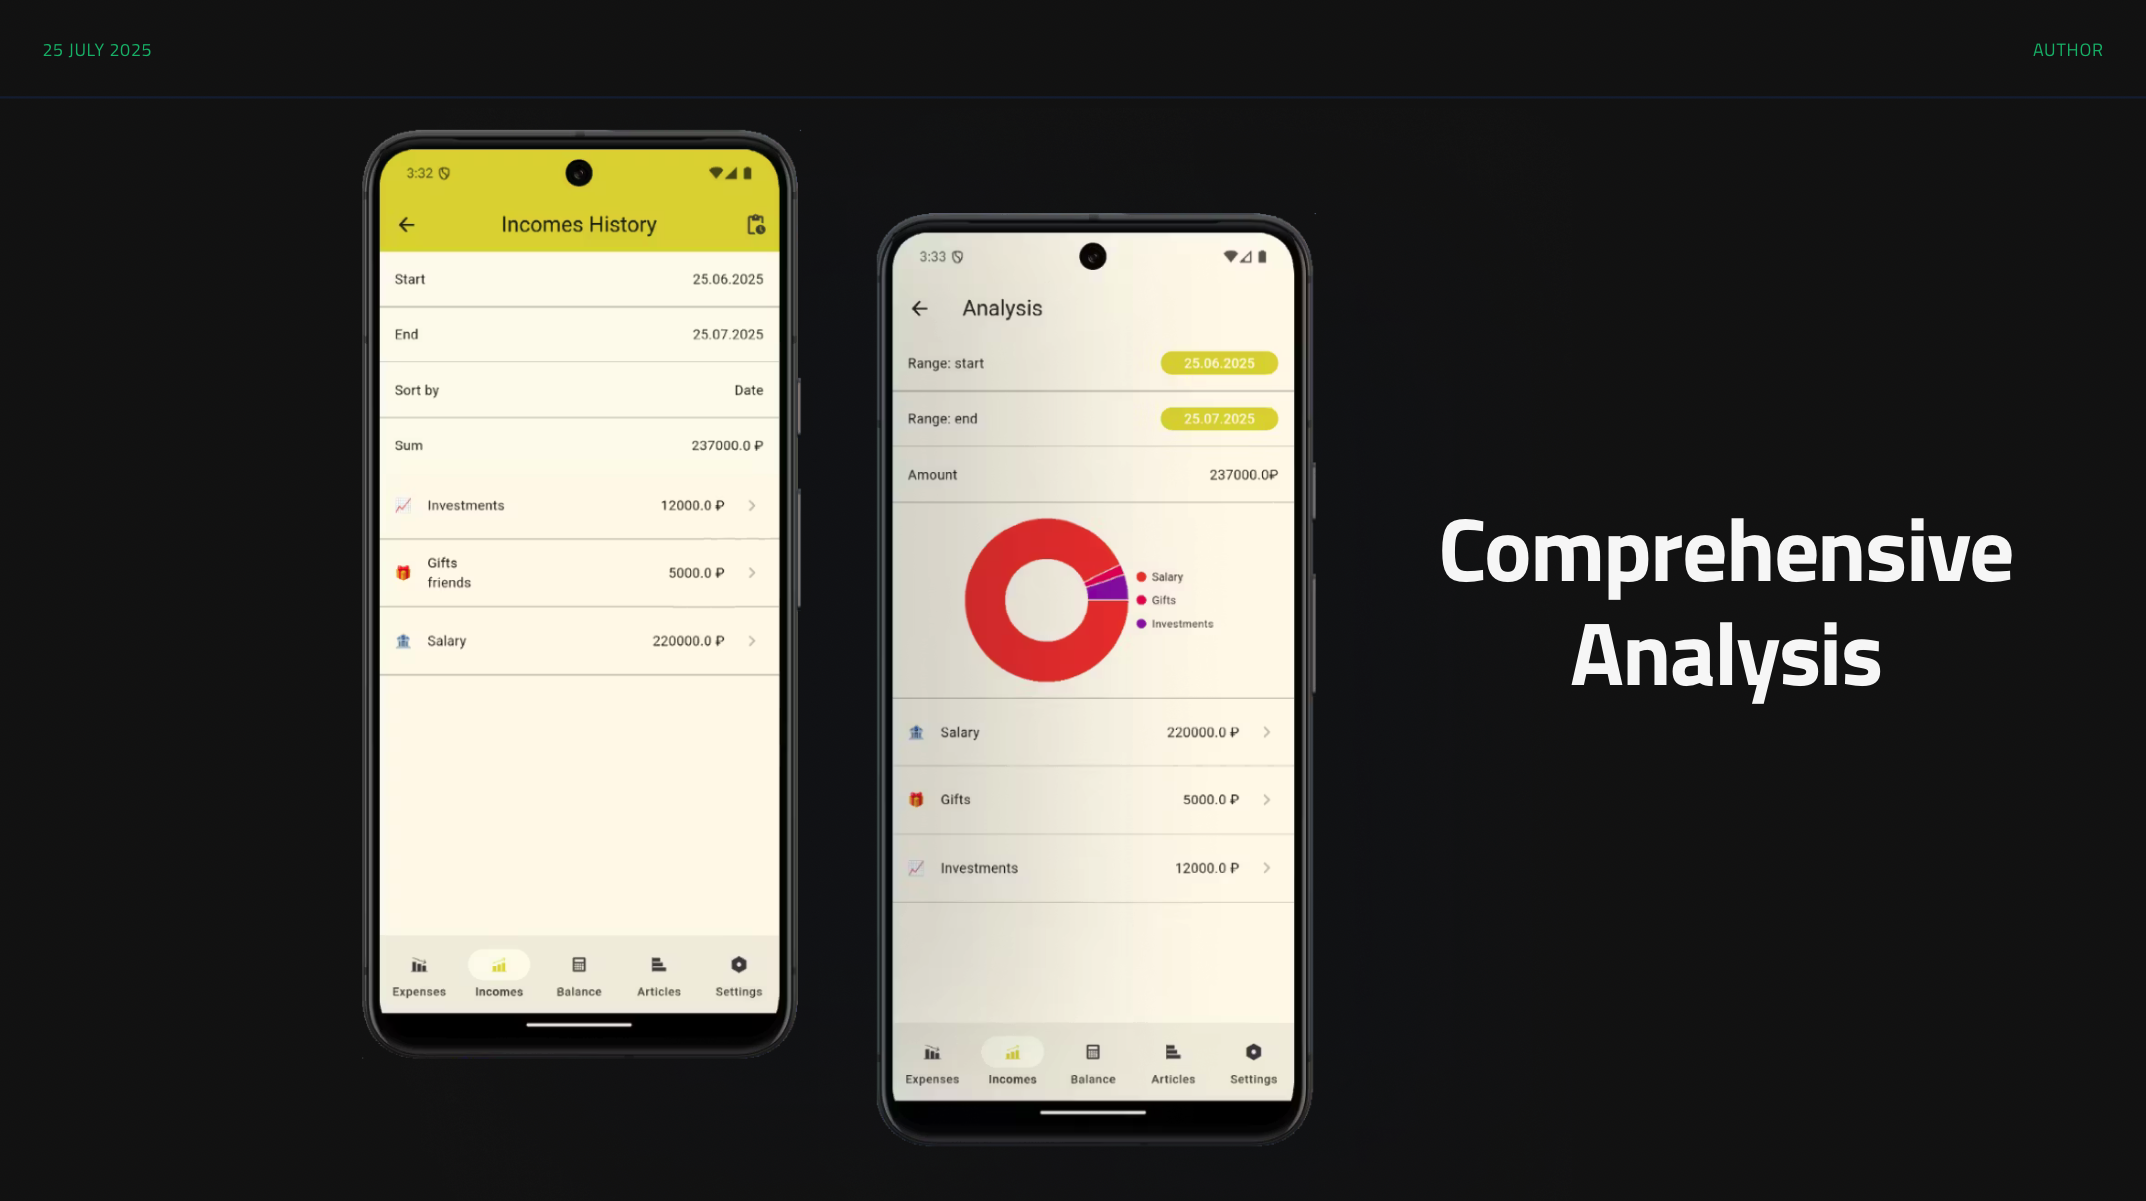 25 JULY 2025
AUTHOR
3:32
Incomes History
Start 25.06.2025
End 25.07.2025
Sort by Date
Sum 237000.0 ₽
Investments 12000.0 ₽
Gifts
friends
5000.0 ₽
Salary 220000.0 ₽
Expenses Incomes Balance Articles Settings
3:33
Analysis
Range: start 25.06.2025
Range: end 25.07.2025
Amount 237000.0₽
Salary
Gifts
Investments
Salary 220000.0 ₽
Gifts 5000.0 ₽
Investments 12000.0 ₽
Expenses Incomes Balance Articles Settings
Comprehensive
Analysis